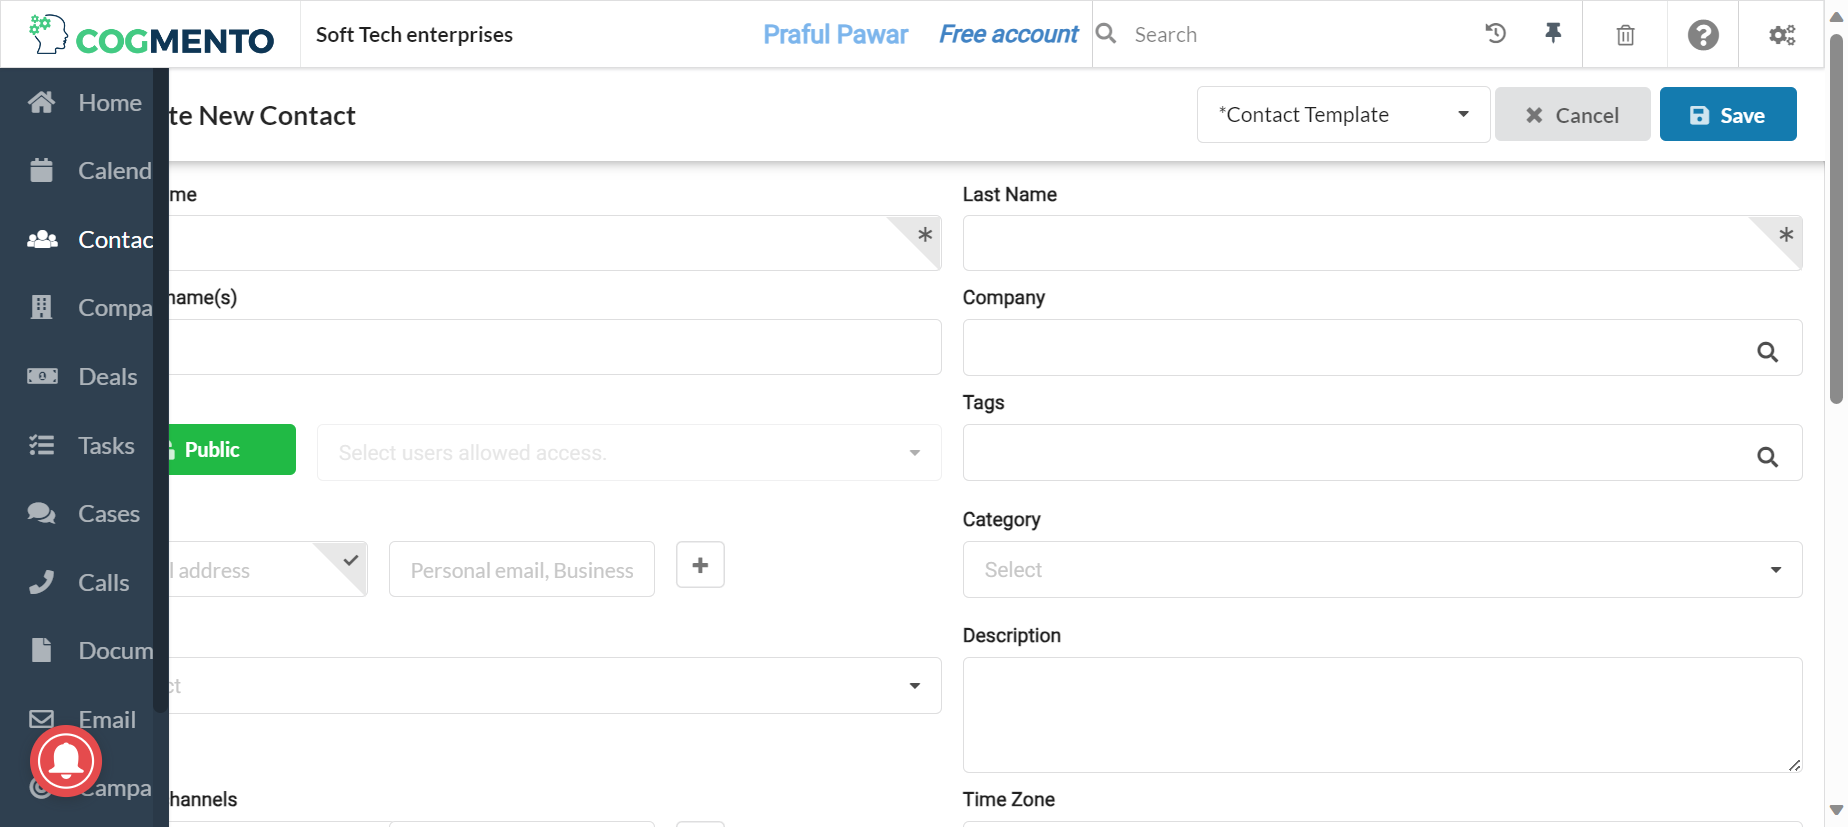 COGMENTO
Soft Tech enterprises
Praful Pawar
Free account
Search
Home
Calend
Contac
Compa
Deals
Tasks
Cases
Calls
Docum
Email
Campa
te New Contact
*Contact Template
Cancel
Save
me
*
Last Name
*
name(s)
Company
Public
Select users allowed access.
Tags
l address
Personal email, Business
Category
Select
ct
Description
hannels
Time Zone